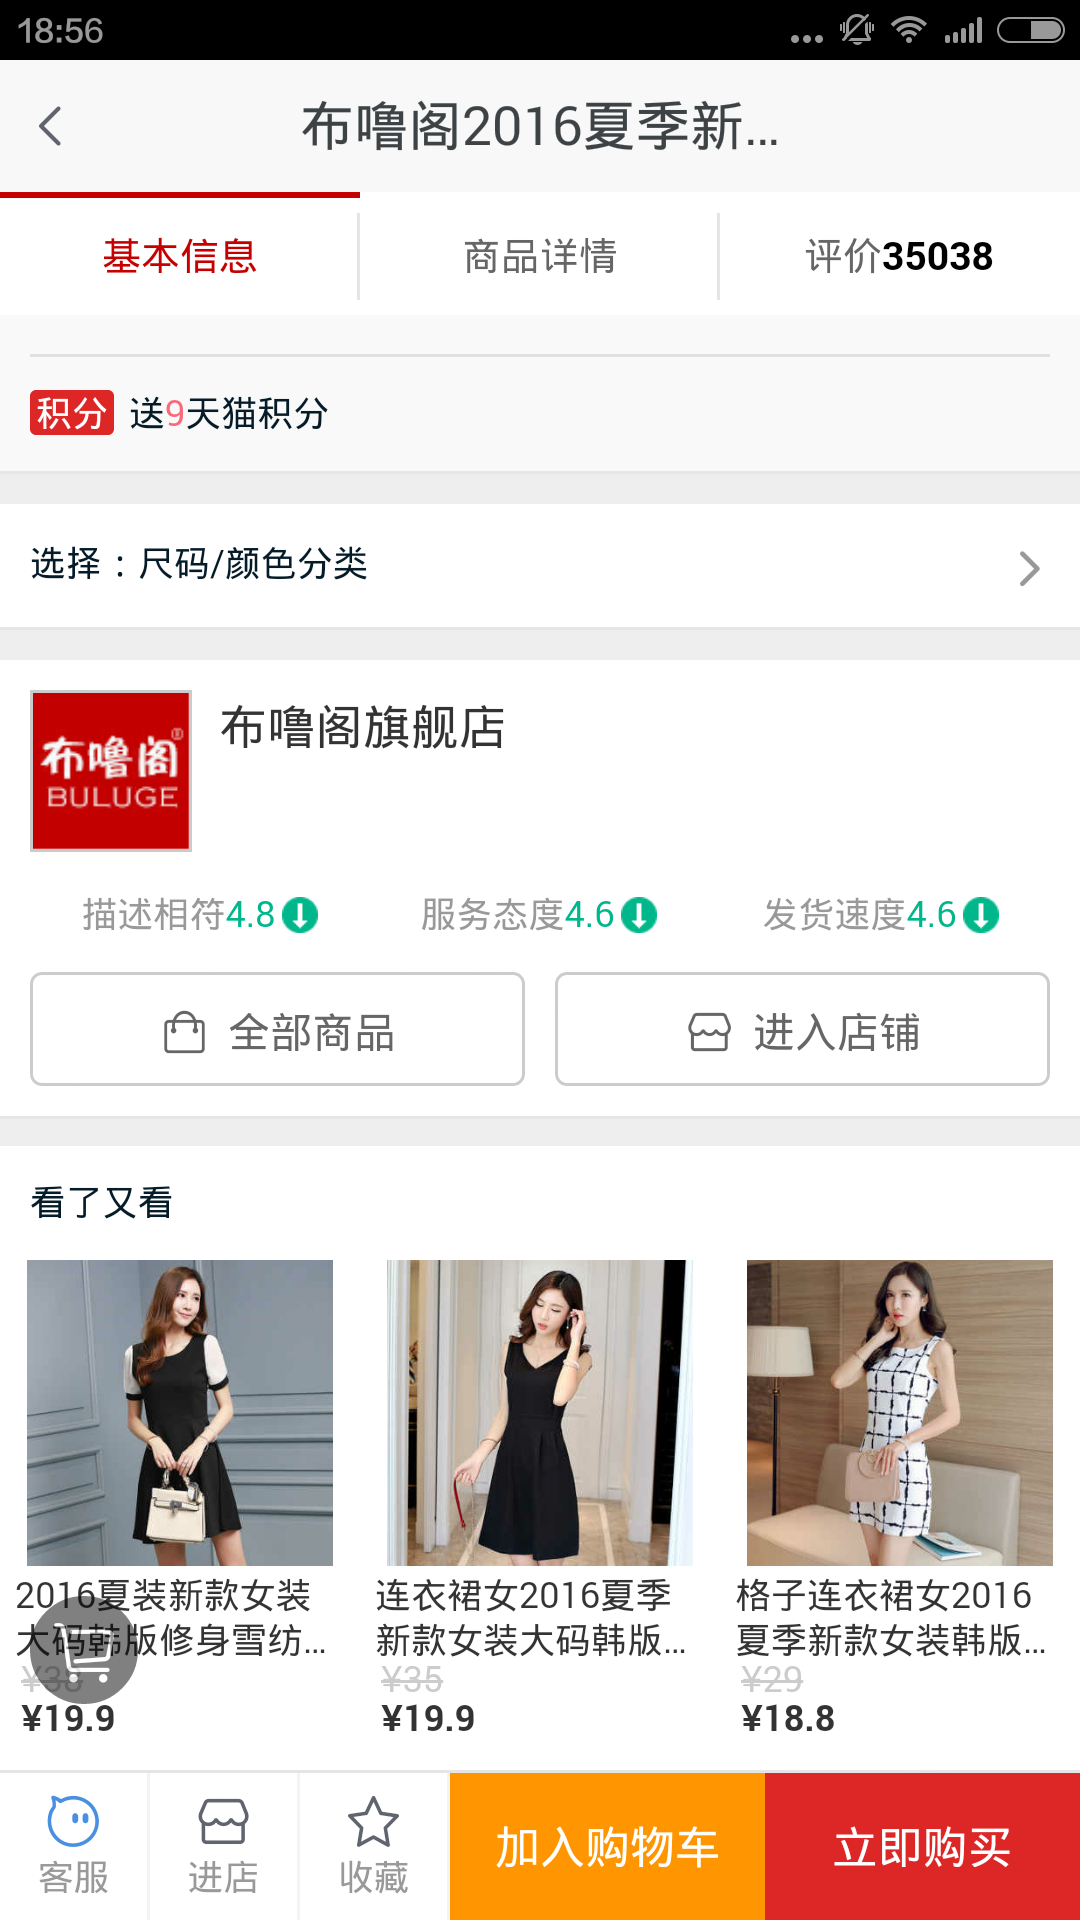 18:56
布噜阁2016夏季新...
基本信息
商品详情
评价35038
积分 送9天猫积分
选择：尺码/颜色分类
布噜阁®
BULUGE
布噜阁旗舰店
描述相符4.8
服务态度4.6
发货速度4.6
全部商品
进入店铺
看了又看
2016夏装新款女装
大码韩版修身雪纺...
¥38
¥19.9
连衣裙女2016夏季
新款女装大码韩版...
¥35
¥19.9
格子连衣裙女2016
夏季新款女装韩版...
¥29
¥18.8
客服
进店
收藏
加入购物车
立即购买